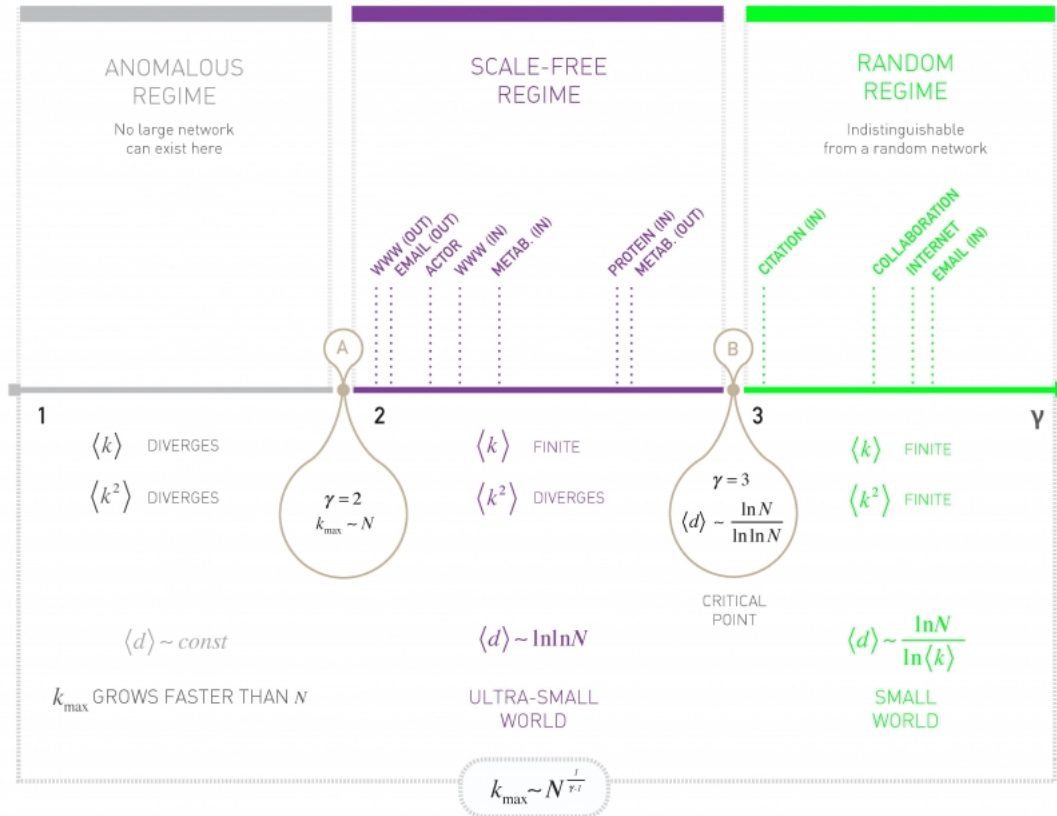 ANOMALOUS
REGIME
No large network
can exist here
SCALE-FREE
REGIME
RANDOM
REGIME
Indistinguishable
from a random network
WWW (OUT)
EMAIL (OUT)
ACTOR
WWW (IN)
METAB. (IN)
PROTEIN (IN)
METAB. (OUT)
CITATION (IN)
COLLABORATION
INTERNET
EMAIL (IN)
A
B
1
2
3
γ
⟨k⟩ DIVERGES
⟨k²⟩ DIVERGES
γ = 2
k_max ~ N
⟨k⟩ FINITE
⟨k²⟩ DIVERGES
γ = 3
⟨d⟩ ~ lnN / lnlnN
CRITICAL
POINT
⟨k⟩ FINITE
⟨k²⟩ FINITE
⟨d⟩ ~ const
k_max GROWS FASTER THAN N
⟨d⟩ ~ lnlnN
ULTRA-SMALL
WORLD
⟨d⟩ ~ lnN / ln⟨k⟩
SMALL
WORLD
k_max ~ N^(1/(γ-1))